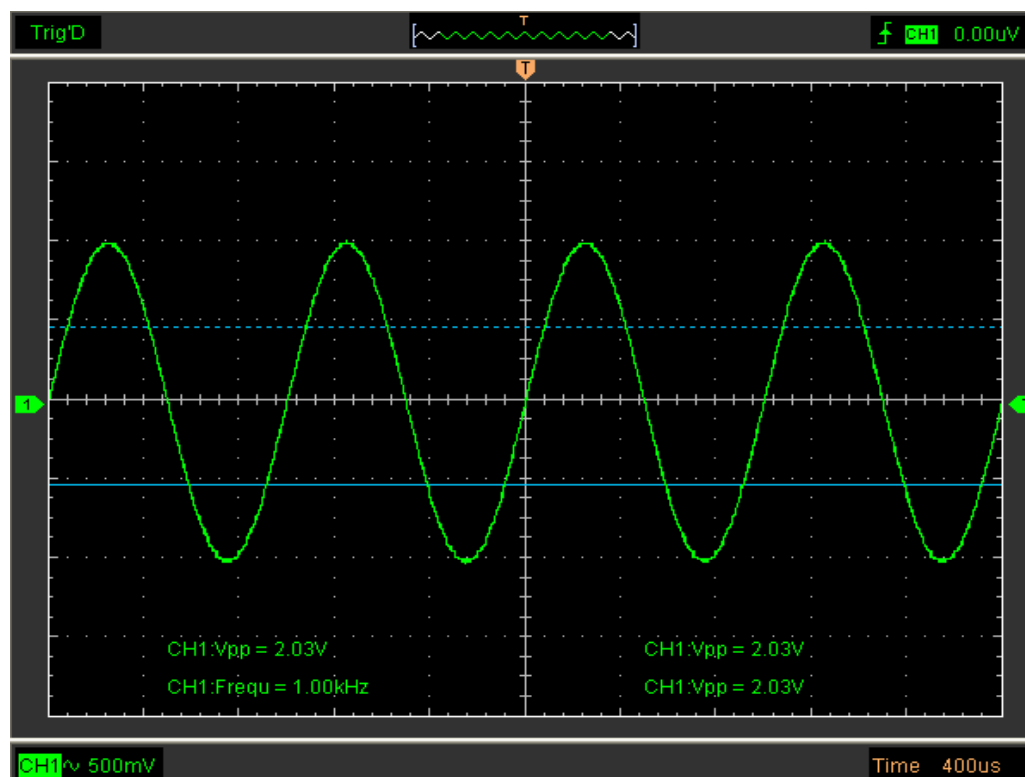 Trig'D
T
CH1 0.00uV
T
1
CH1:Vpp = 2.03V
CH1:Vpp = 2.03V
CH1:Frequ = 1.00kHz
CH1:Vpp = 2.03V
CH1 ∿ 500mV
Time 400us